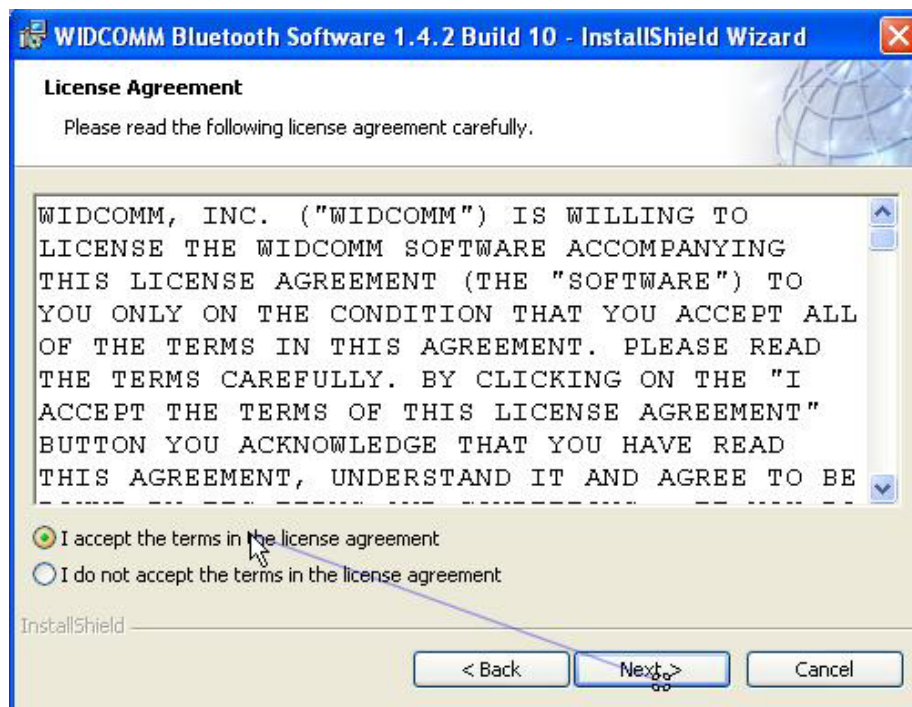 WIDCOMM Bluetooth Software 1.4.2 Build 10 - InstallShield Wizard
License Agreement
Please read the following license agreement carefully.
WIDCOMM, INC. ("WIDCOMM") IS WILLING TO
LICENSE THE WIDCOMM SOFTWARE ACCOMPANYING
THIS LICENSE AGREEMENT (THE "SOFTWARE") TO
YOU ONLY ON THE CONDITION THAT YOU ACCEPT ALL
OF THE TERMS IN THIS AGREEMENT. PLEASE READ
THE TERMS CAREFULLY. BY CLICKING ON THE "I
ACCEPT THE TERMS OF THIS LICENSE AGREEMENT"
BUTTON YOU ACKNOWLEDGE THAT YOU HAVE READ
THIS AGREEMENT, UNDERSTAND IT AND AGREE TO BE
I accept the terms in the license agreement
I do not accept the terms in the license agreement
InstallShield
< Back
Next >
Cancel